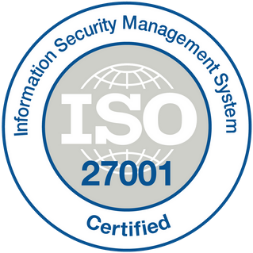 Information Security Management System
ISO
27001
Certified